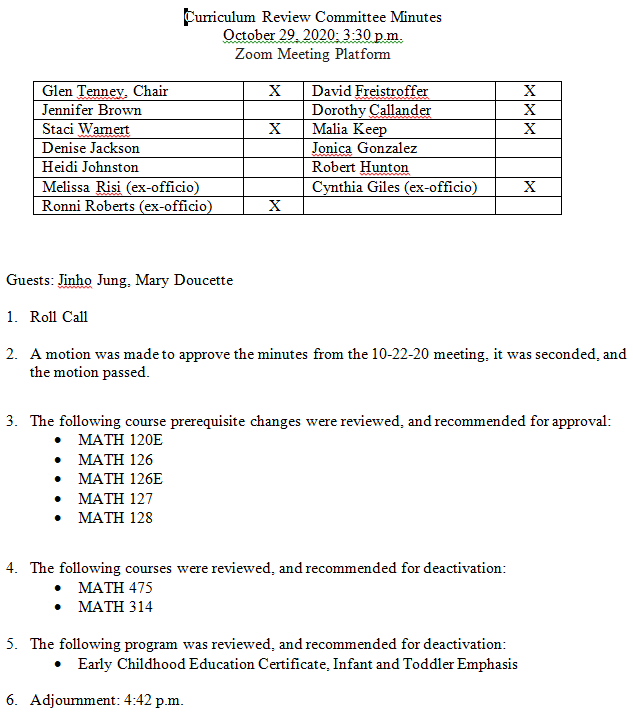 Curriculum Review Committee Minutes
October 29, 2020; 3:30 p.m.
Zoom Meeting Platform
Glen Tenney, Chair X David Freistroffer X
Jennifer Brown Dorothy Callander X
Staci Warnert X Malia Keep X
Denise Jackson Jonica Gonzalez
Heidi Johnston Robert Hunton
Melissa Risi (ex-officio) Cynthia Giles (ex-officio) X
Ronni Roberts (ex-officio) X
Guests: Jinho Jung, Mary Doucette
1. Roll Call
2. A motion was made to approve the minutes from the 10-22-20 meeting, it was seconded, and
the motion passed.
3. The following course prerequisite changes were reviewed, and recommended for approval:
• MATH 120E
• MATH 126
• MATH 126E
• MATH 127
• MATH 128
4. The following courses were reviewed, and recommended for deactivation:
• MATH 475
• MATH 314
5. The following program was reviewed, and recommended for deactivation:
• Early Childhood Education Certificate, Infant and Toddler Emphasis
6. Adjournment: 4:42 p.m.